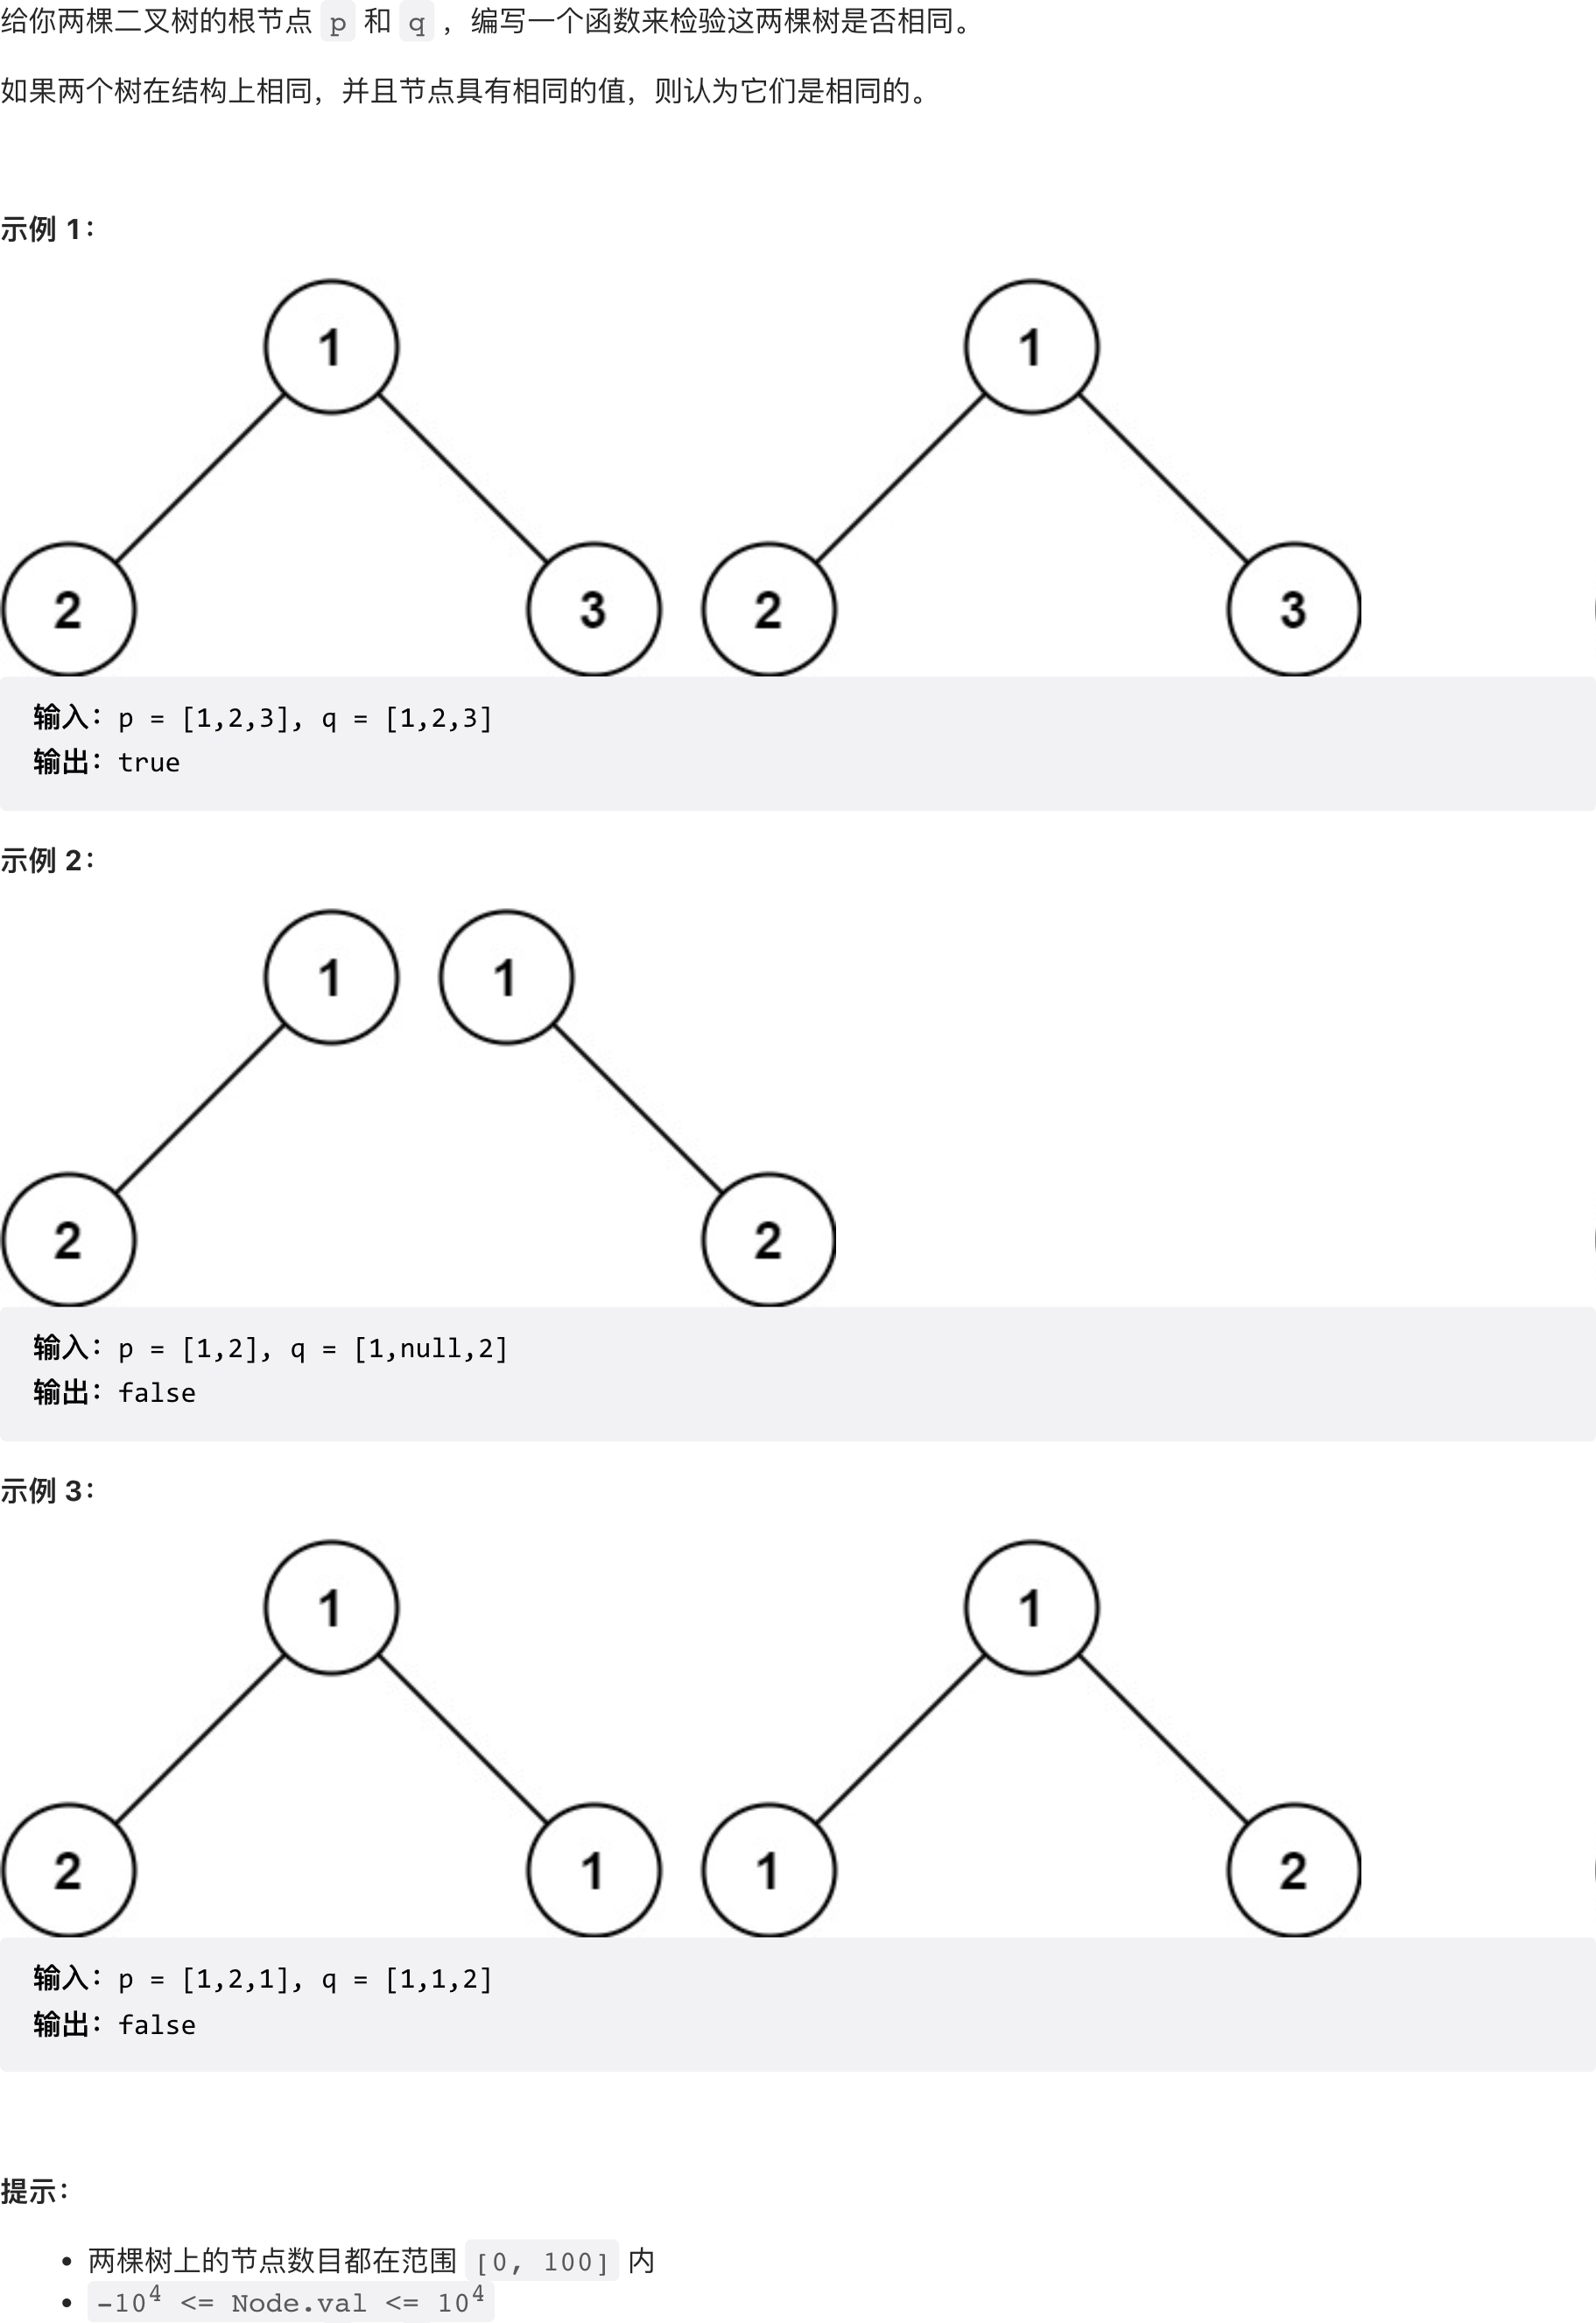 给你两棵二叉树的根节点 p 和 q ，编写一个函数来检验这两棵树是否相同。
如果两个树在结构上相同，并且节点具有相同的值，则认为它们是相同的。
示例 1：
1 1
2 3 2 3
输入：p = [1,2,3], q = [1,2,3]
输出：true
示例 2：
1 1
2 2
输入：p = [1,2], q = [1,null,2]
输出：false
示例 3：
1 1
2 1 1 2
输入：p = [1,2,1], q = [1,1,2]
输出：false
提示：
• 两棵树上的节点数目都在范围 [0, 100] 内
• -10⁴ <= Node.val <= 10⁴